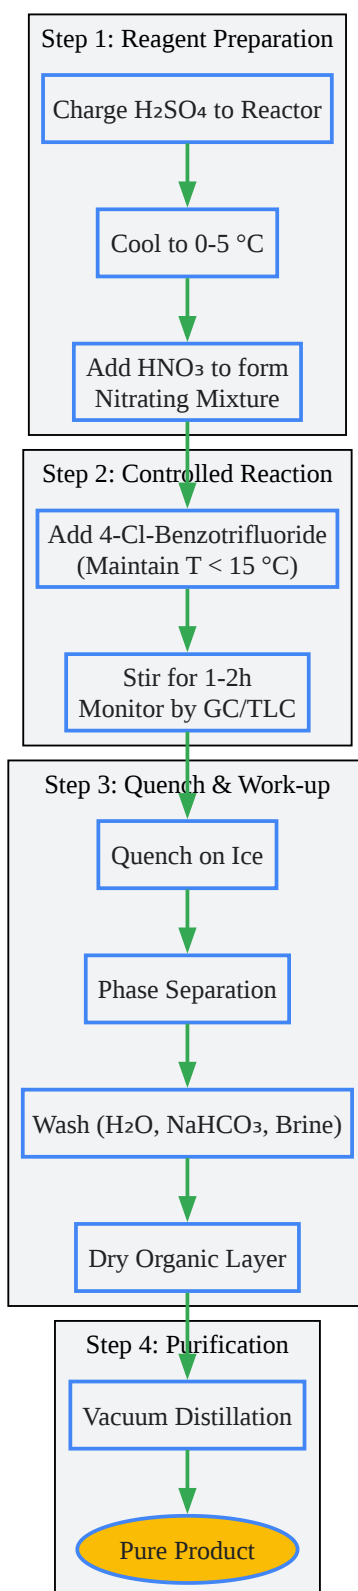 Step 1: Reagent Preparation
Charge H₂SO₄ to Reactor
Cool to 0-5 °C
Add HNO₃ to form
Nitrating Mixture
Step 2: Controlled Reaction
Add 4-Cl-Benzotrifluoride
(Maintain T < 15 °C)
Stir for 1-2h
Monitor by GC/TLC
Step 3: Quench & Work-up
Quench on Ice
Phase Separation
Wash (H₂O, NaHCO₃, Brine)
Dry Organic Layer
Step 4: Purification
Vacuum Distillation
Pure Product